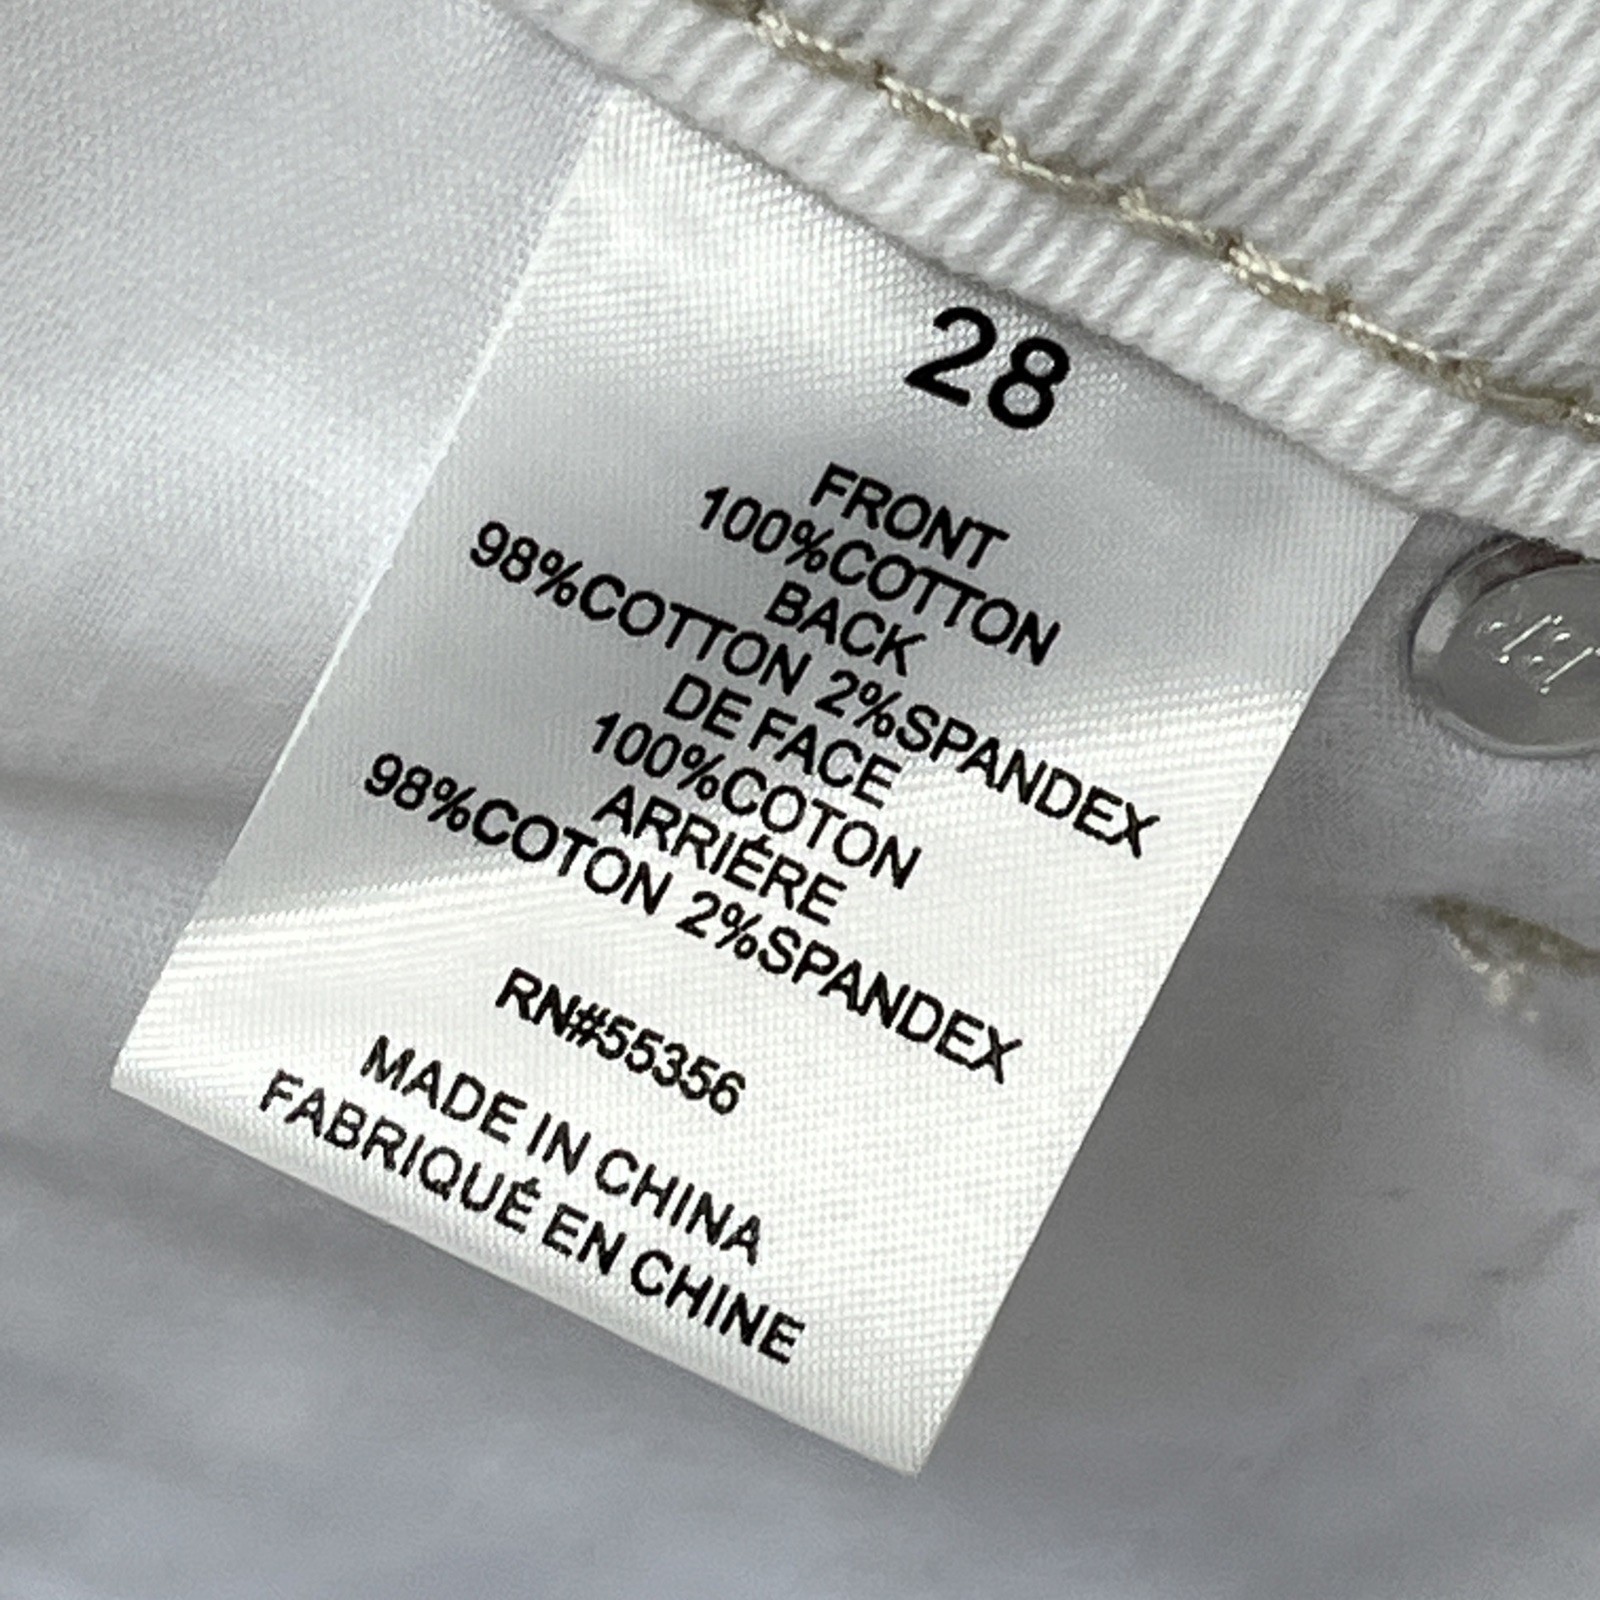 28
FRONT
100%COTTON
BACK
98%COTTON 2%SPANDEX
DE FACE
100%COTON
ARRIÉRE
98%COTON 2%SPANDEX
RN#55356
MADE IN CHINA
FABRIQUÉ EN CHINE